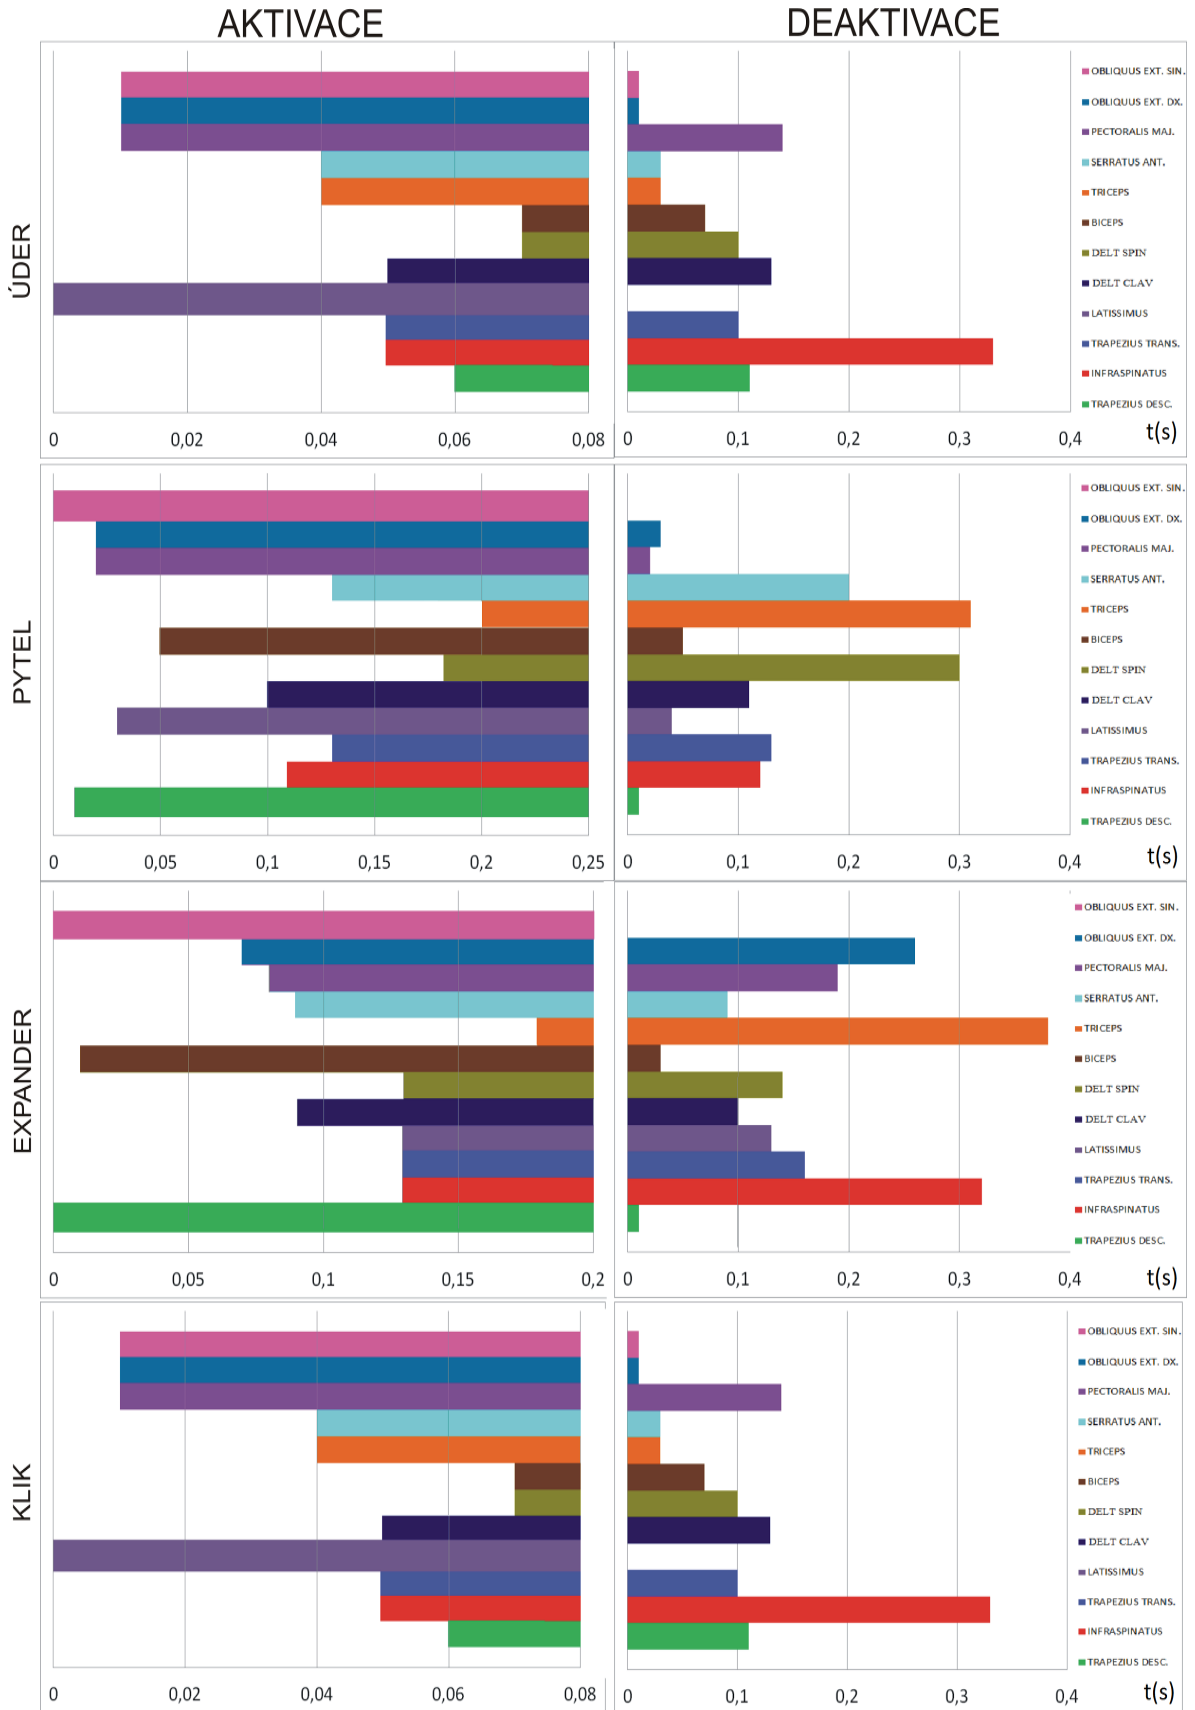 AKTIVACE
DEAKTIVACE
ÚDER
0 0,02 0,04 0,06 0,08
0 0,1 0,2 0,3 0,4 t(s)
OBLIQUUS EXT. SIN.
OBLIQUUS EXT. DX.
PECTORALIS MAJ.
SERRATUS ANT.
TRICEPS
BICEPS
DELT SPIN
DELT CLAV
LATISSIMUS
TRAPEZIUS TRANS.
INFRASPINATUS
TRAPEZIUS DESC.
PYTEL
0 0,05 0,1 0,15 0,2 0,25
0 0,1 0,2 0,3 0,4 t(s)
OBLIQUUS EXT. SIN.
OBLIQUUS EXT. DX.
PECTORALIS MAJ.
SERRATUS ANT.
TRICEPS
BICEPS
DELT SPIN
DELT CLAV
LATISSIMUS
TRAPEZIUS TRANS.
INFRASPINATUS
TRAPEZIUS DESC.
EXPANDER
0 0,05 0,1 0,15 0,2
0 0,1 0,2 0,3 0,4 t(s)
OBLIQUUS EXT. SIN.
OBLIQUUS EXT. DX.
PECTORALIS MAJ.
SERRATUS ANT.
TRICEPS
BICEPS
DELT SPIN
DELT CLAV
LATISSIMUS
TRAPEZIUS TRANS.
INFRASPINATUS
TRAPEZIUS DESC.
KLIK
0 0,02 0,04 0,06 0,08
0 0,1 0,2 0,3 0,4 t(s)
OBLIQUUS EXT. SIN.
OBLIQUUS EXT. DX.
PECTORALIS MAJ.
SERRATUS ANT.
TRICEPS
BICEPS
DELT SPIN
DELT CLAV
LATISSIMUS
TRAPEZIUS TRANS.
INFRASPINATUS
TRAPEZIUS DESC.